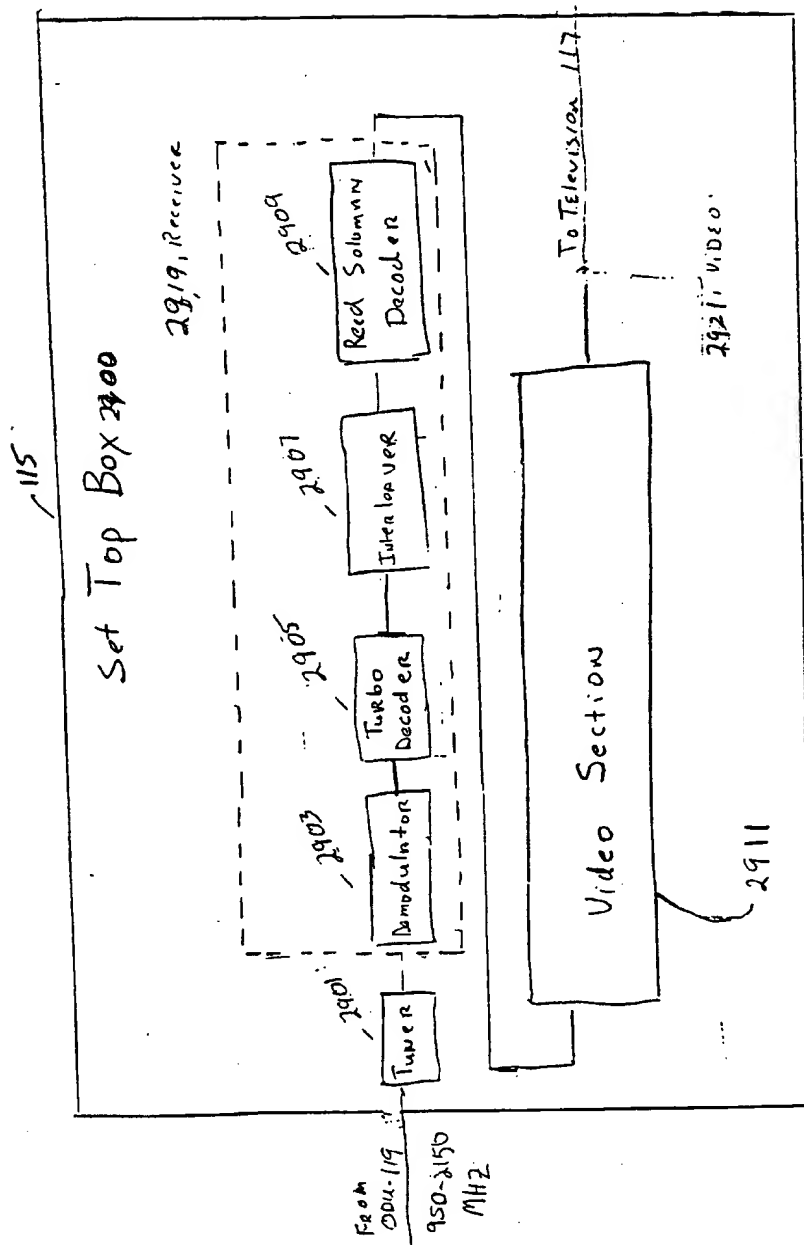 115
Set Top Box 2900
2919, Receiver
2901
Tuner
2903
Demodulator
2905
Turbo
Decoder
2907
Interleaver
2909
Reed Solumnn
Decoder
From
ODU-119
950-2150
MHZ
Video Section
2911
To Television 117
2921, Video